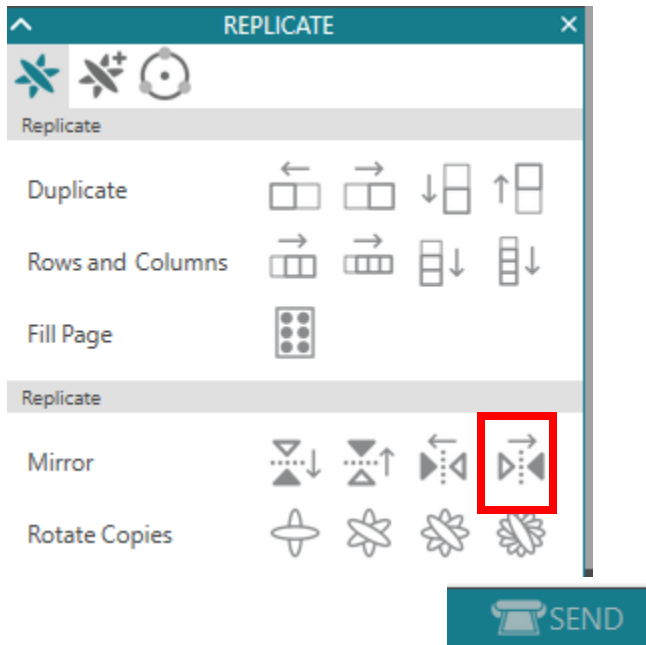 REPLICATE
Replicate
Duplicate
Rows and Columns
Fill Page
Replicate
Mirror
Rotate Copies
SEND